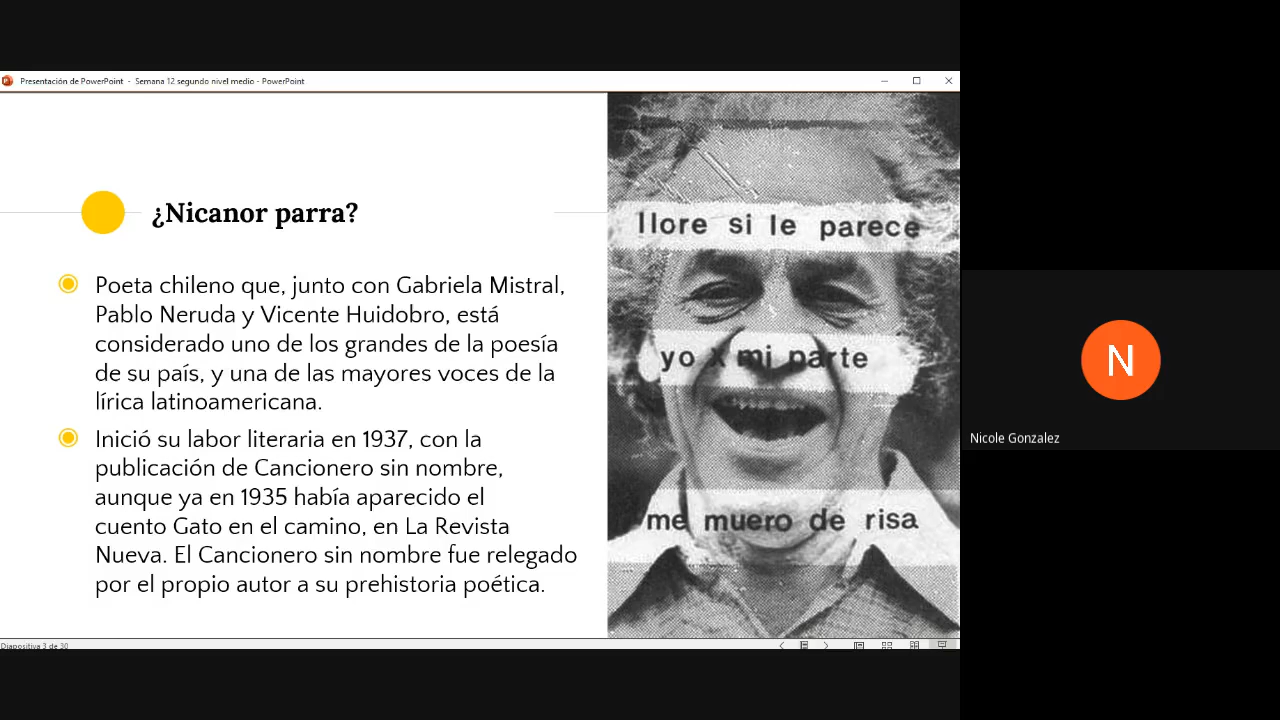 Presentación de PowerPoint - Semana 12 segundo nivel medio - PowerPoint
¿Nicanor parra?
Poeta chileno que, junto con Gabriela Mistral,
Pablo Neruda y Vicente Huidobro, está
considerado uno de los grandes de la poesía
de su país, y una de las mayores voces de la
lírica latinoamericana.
Inició su labor literaria en 1937, con la
publicación de Cancionero sin nombre,
aunque ya en 1935 había aparecido el
cuento Gato en el camino, en La Revista
Nueva. El Cancionero sin nombre fue relegado
por el propio autor a su prehistoria poética.
llore si le parece
yo x mi parte
me muero de risa
Diapositiva 3 de 30
N
Nicole Gonzalez